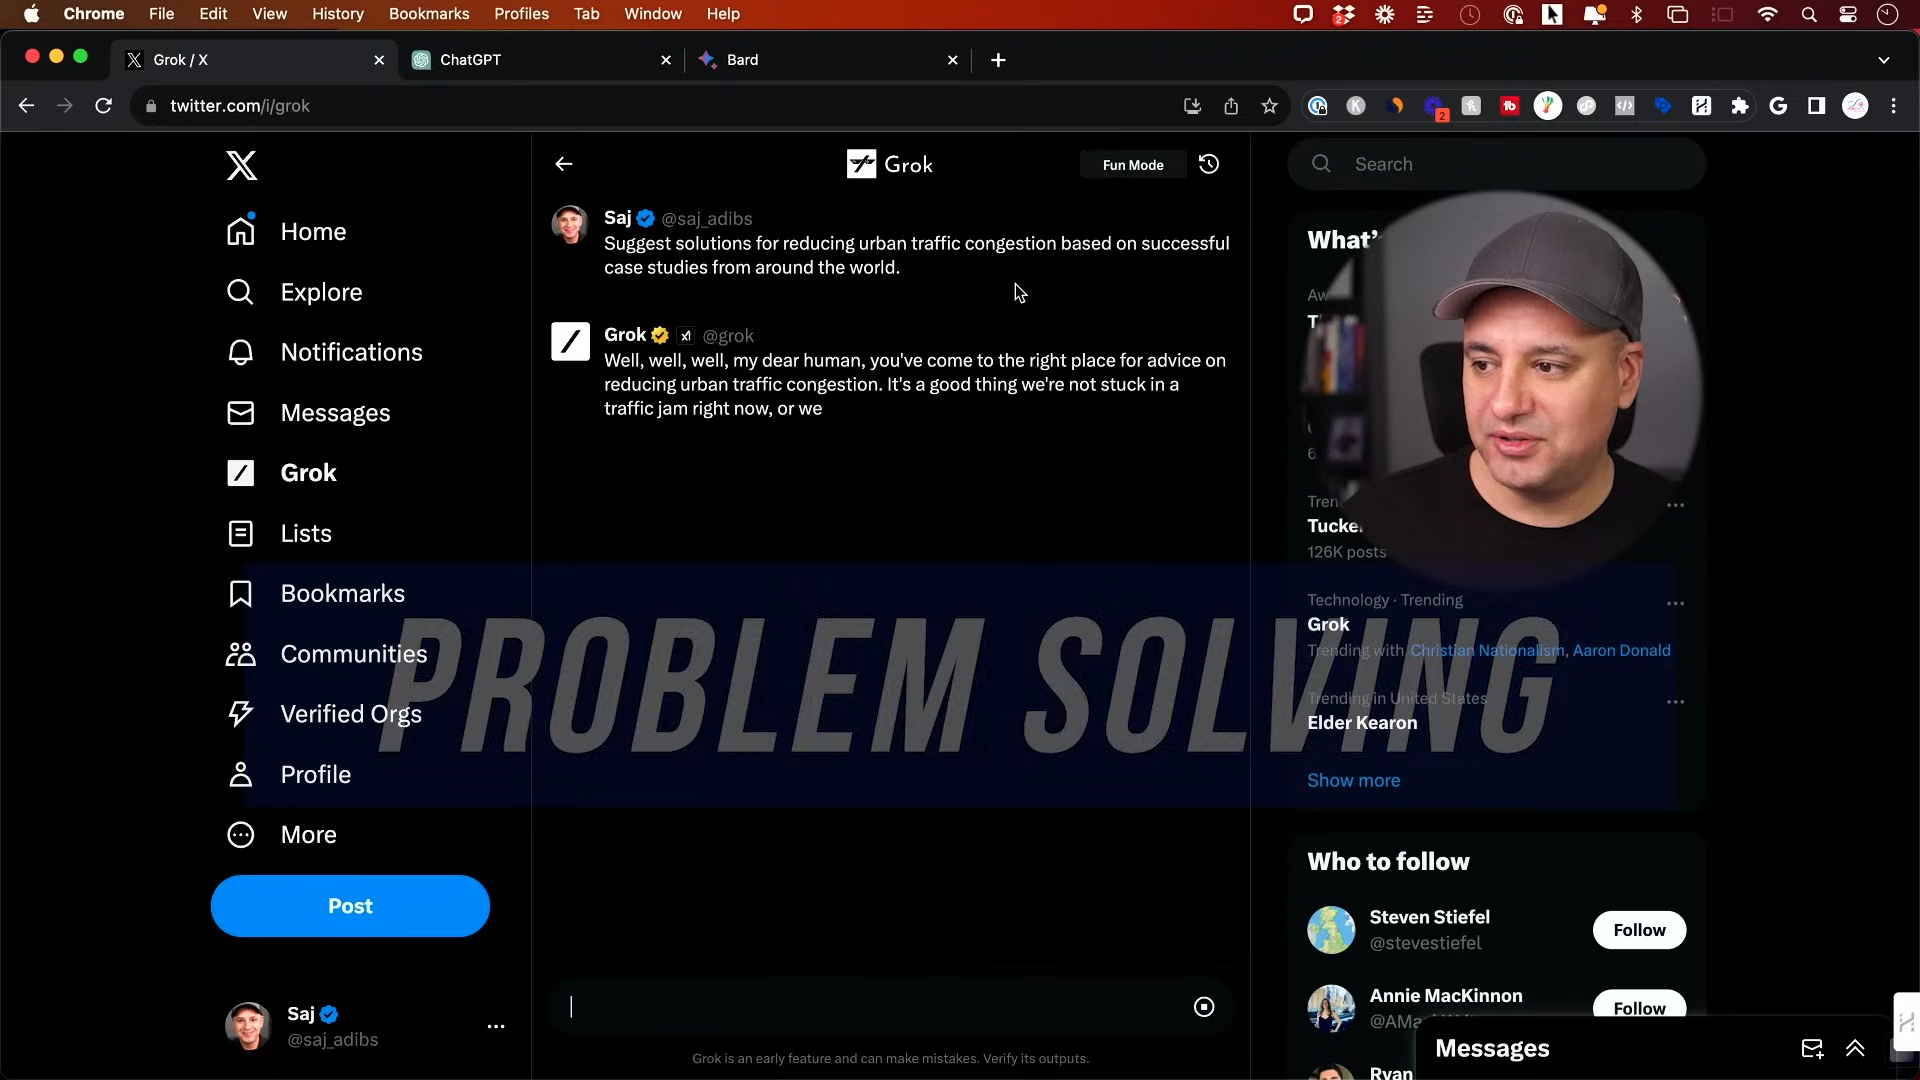 Chrome File Edit View History Bookmarks Profiles Tab Window Help
Grok / X
ChatGPT
Bard
twitter.com/i/grok
Grok
Fun Mode
Search
Home
Explore
Notifications
Messages
Grok
Lists
Bookmarks
Communities
Verified Orgs
Profile
More
Post
Saj
@saj_adibs
Saj @saj_adibs
Suggest solutions for reducing urban traffic congestion based on successful
case studies from around the world.
Grok @grok
Well, well, well, my dear human, you've come to the right place for advice on
reducing urban traffic congestion. It's a good thing we're not stuck in a
traffic jam right now, or we
PROBLEM SOLVING
Grok is an early feature and can make mistakes. Verify its outputs.
What's
126K posts
Technology · Trending
Grok
Trending with Christian Nationalism, Aaron Donald
Trending in United States
Elder Kearon
Show more
Who to follow
Steven Stiefel
@stevestiefel
Follow
Annie MacKinnon
Follow
Ryan
Messages